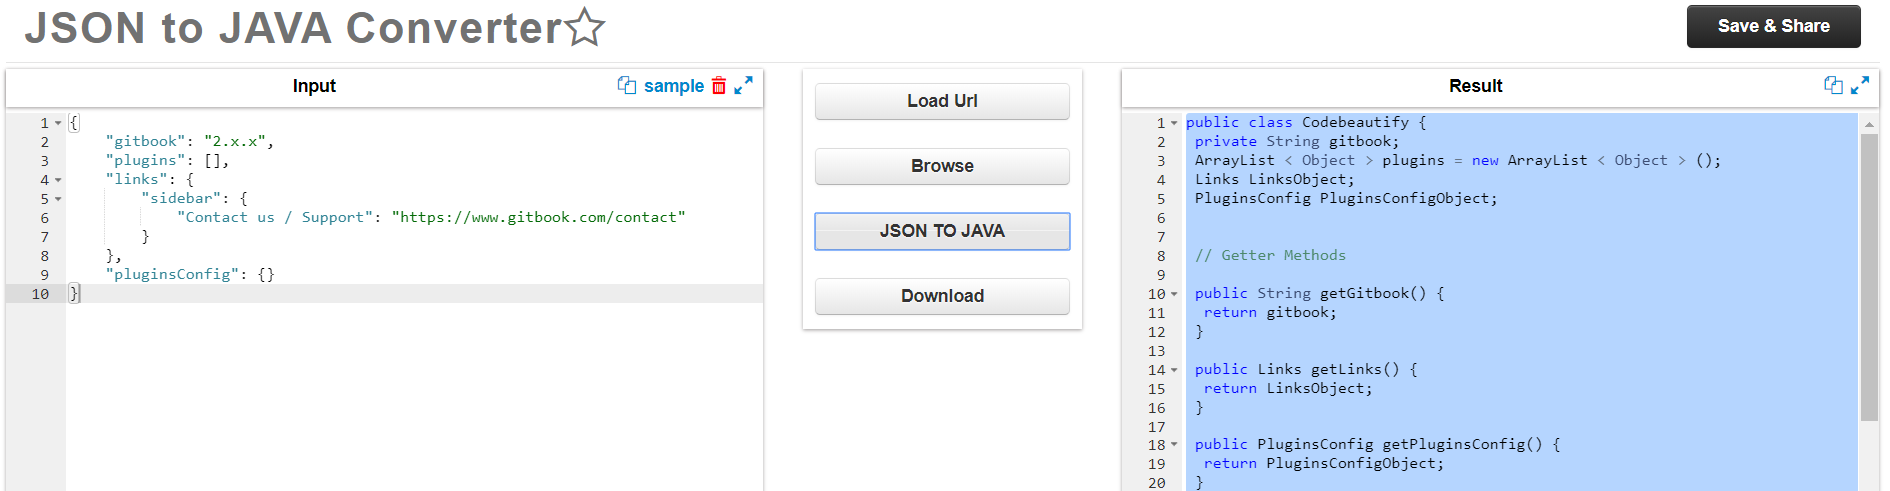 JSON to JAVA Converter
Save & Share
Input
sample
1 {
2 "gitbook": "2.x.x",
3 "plugins": [],
4 "links": {
5 "sidebar": {
6 "Contact us / Support": "https://www.gitbook.com/contact"
7 }
8 },
9 "pluginsConfig": {}
10 }
Load Url
Browse
JSON TO JAVA
Download
Result
1 public class Codebeautify {
2 private String gitbook;
3 ArrayList < Object > plugins = new ArrayList < Object > ();
4 Links LinksObject;
5 PluginsConfig PluginsConfigObject;
6
7
8 // Getter Methods
9
10 public String getGitbook() {
11 return gitbook;
12 }
13
14 public Links getLinks() {
15 return LinksObject;
16 }
17
18 public PluginsConfig getPluginsConfig() {
19 return PluginsConfigObject;
20 }